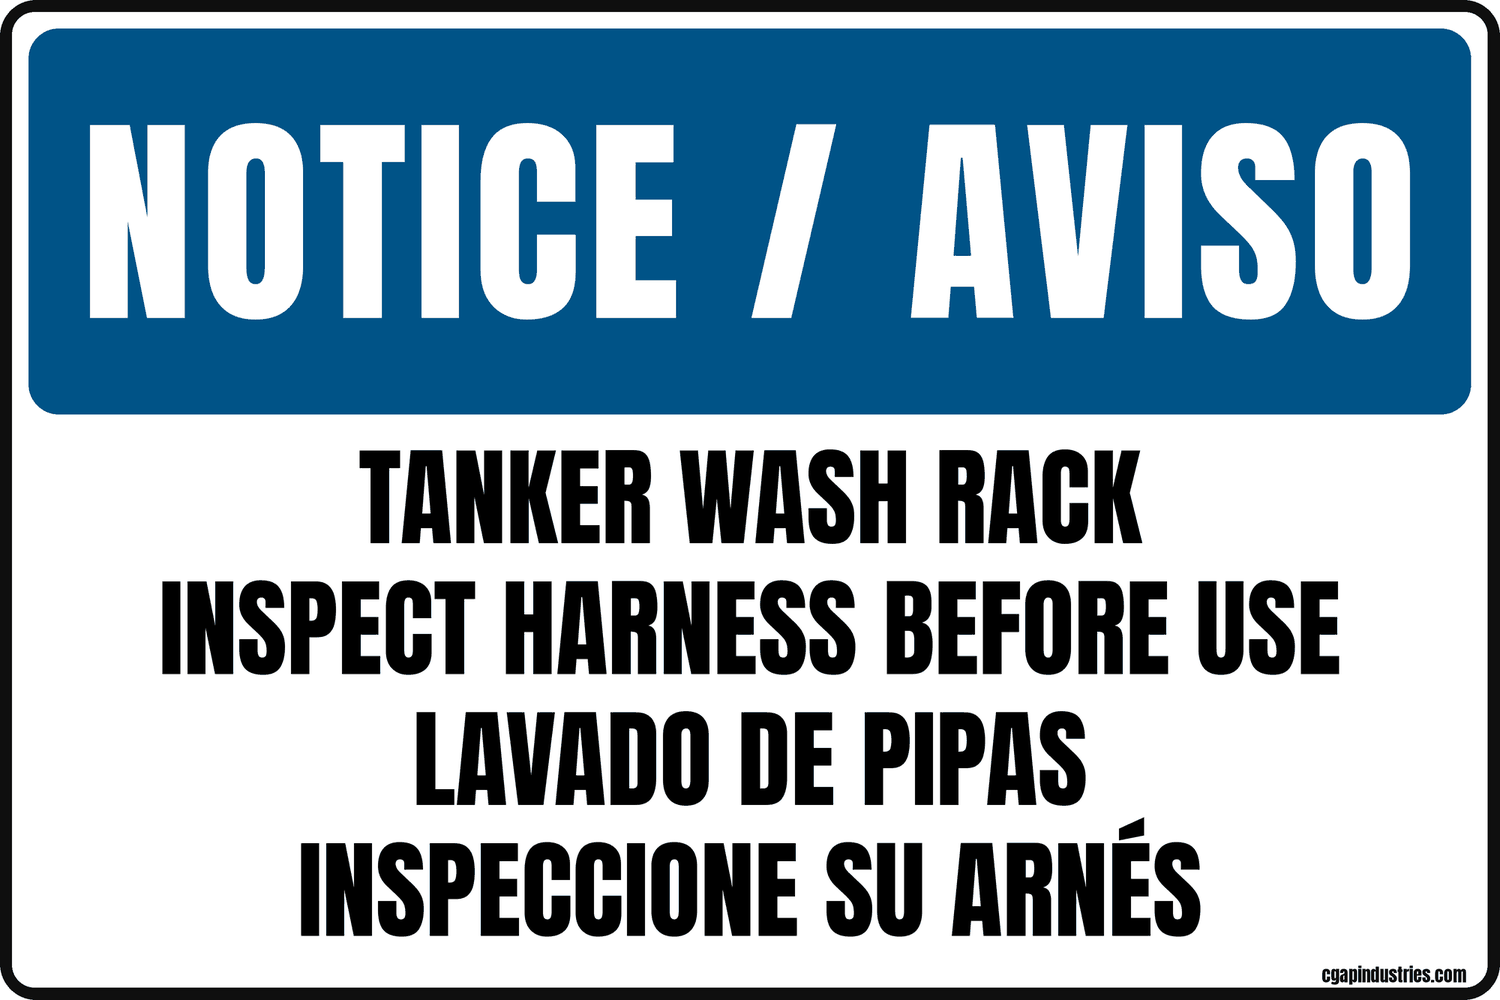 NOTICE / AVISO
TANKER WASH RACK
INSPECT HARNESS BEFORE USE
LAVADO DE PIPAS
INSPECCIONE SU ARNÉS
cgapindustries.com